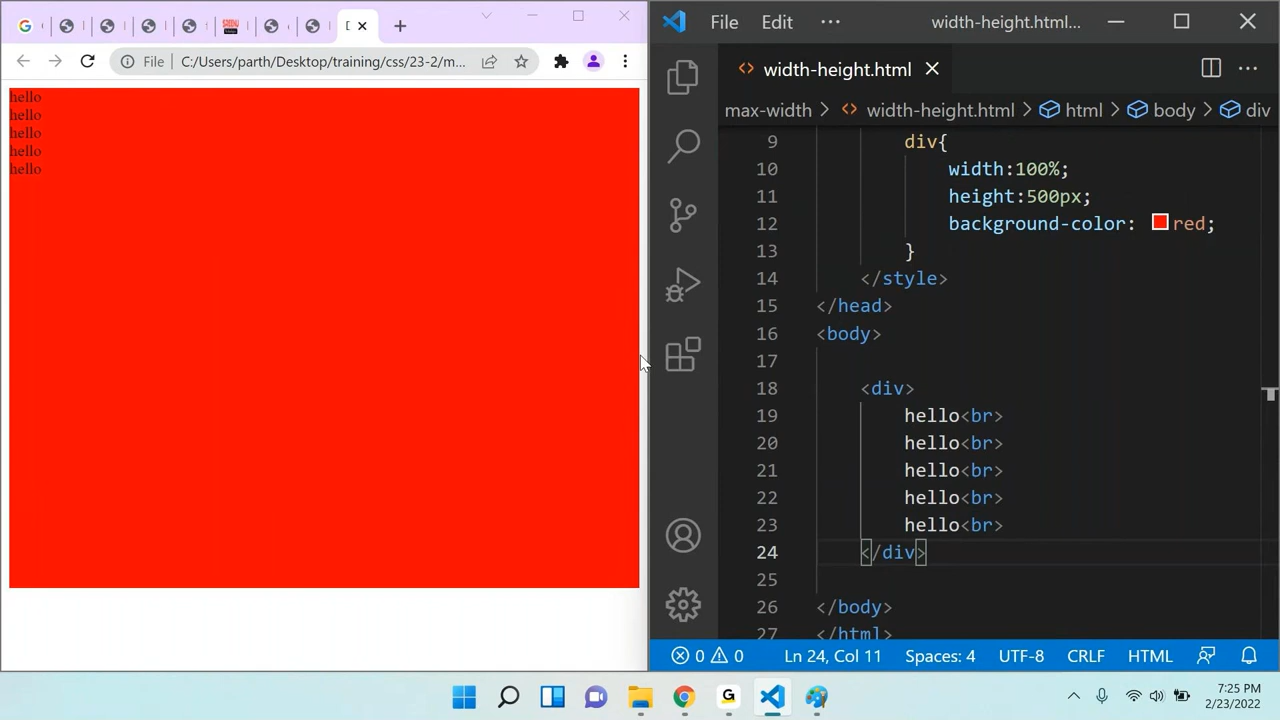 File C:/Users/parth/Desktop/training/css/23-2/m...
hello
hello
hello
hello
hello
File Edit ··· width-height.html...
width-height.html
max-width > width-height.html > html > body > div
9 div{
10 width:100%;
11 height:500px;
12 background-color: red;
13 }
14 </style>
15 </head>
16 <body>
17
18 <div>
19 hello<br>
20 hello<br>
21 hello<br>
22 hello<br>
23 hello<br>
24 </div>
25
26 </body>
27 </html>
0 0 Ln 24, Col 11 Spaces: 4 UTF-8 CRLF HTML
7:25 PM
2/23/2022